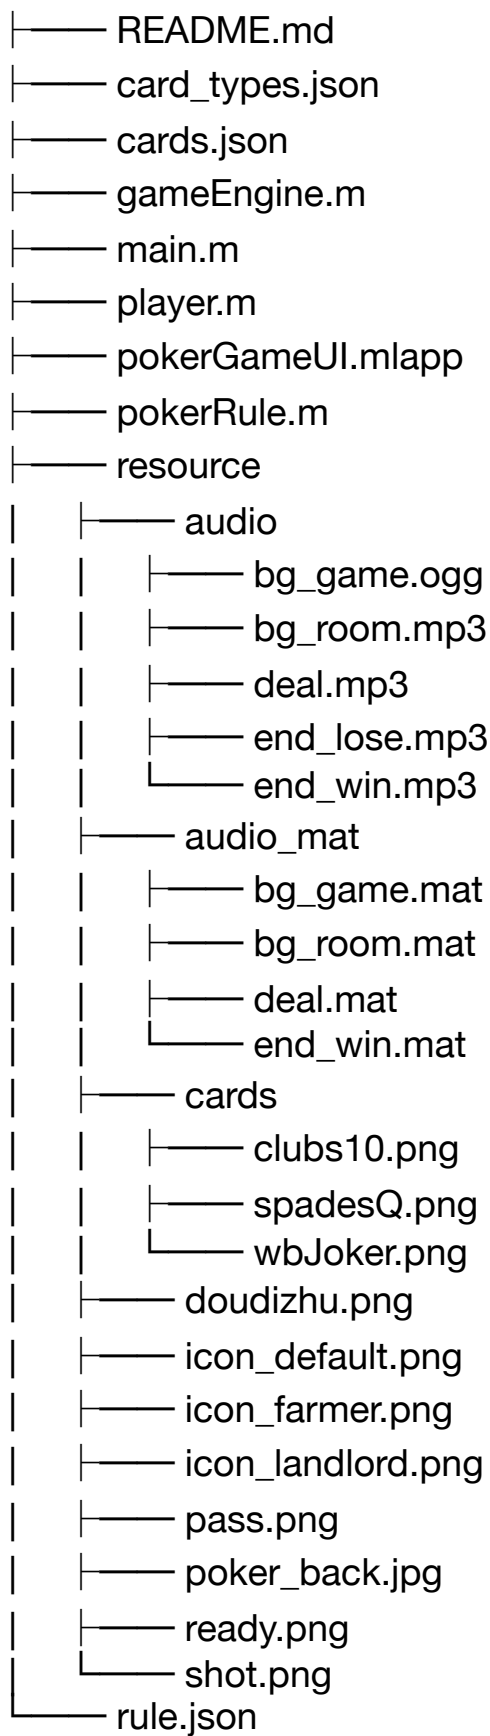 README.md
card_types.json
cards.json
gameEngine.m
main.m
player.m
pokerGameUI.mlapp
pokerRule.m
resource
audio
bg_game.ogg
bg_room.mp3
deal.mp3
end_lose.mp3
end_win.mp3
audio_mat
bg_game.mat
bg_room.mat
deal.mat
end_win.mat
cards
clubs10.png
spadesQ.png
wbJoker.png
doudizhu.png
icon_default.png
icon_farmer.png
icon_landlord.png
pass.png
poker_back.jpg
ready.png
shot.png
rule.json